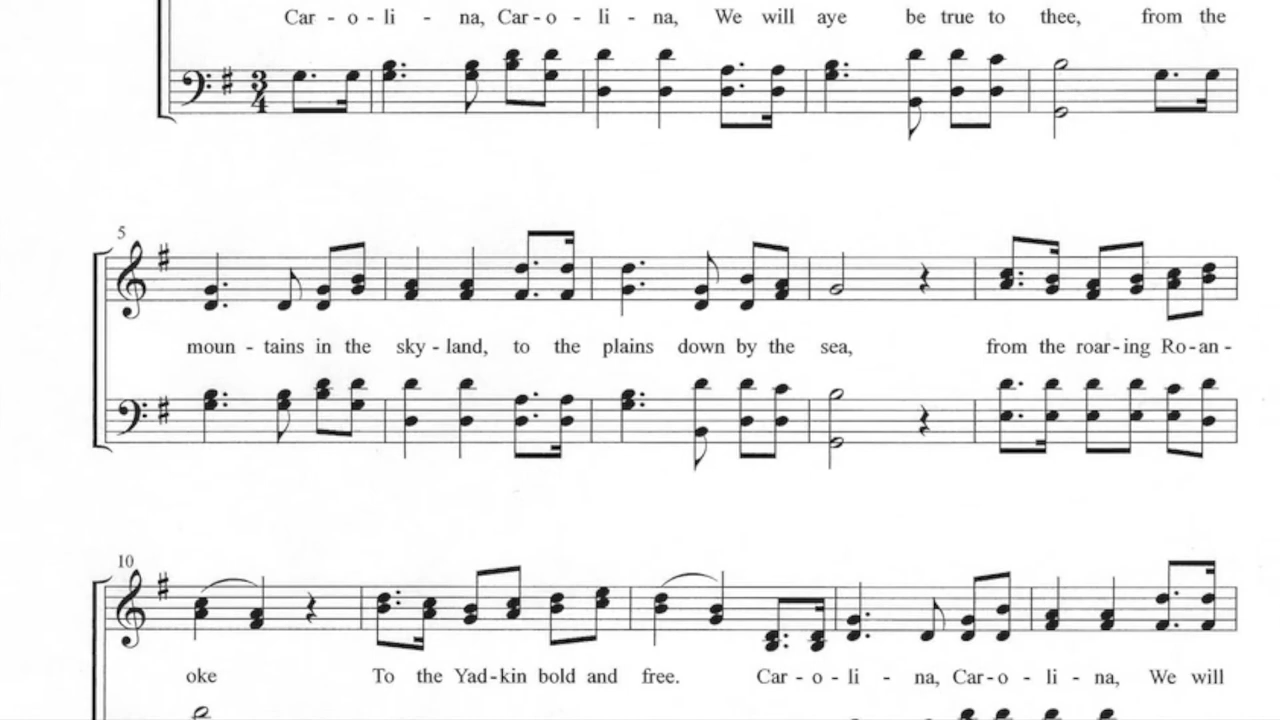 Car - o - li - na, Car - o - li - na, We will aye be true to thee, from the
3
4
5
moun - tains in the sky - land, to the plains down by the sea, from the roar - ing Ro - an -
10
oke To the Yad - kin bold and free. Car - o - li - na, Car - o - li - na, We will